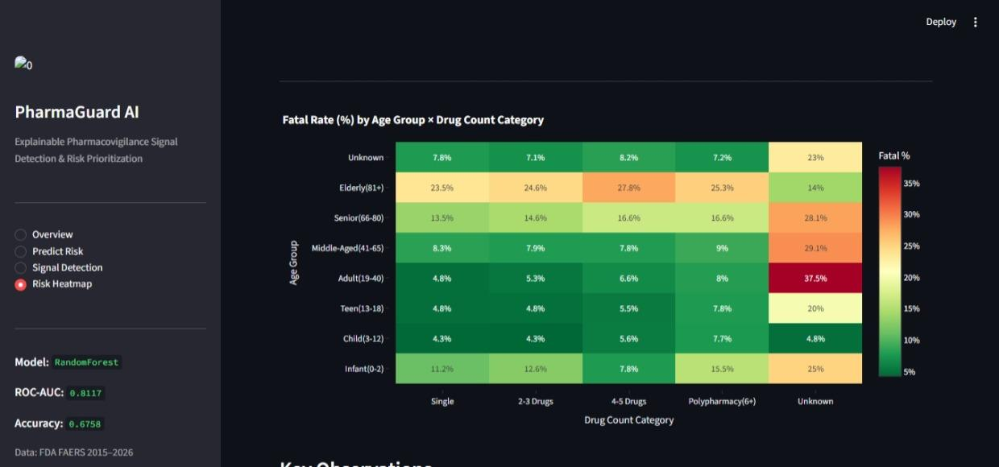 Deploy
0
PharmaGuard AI
Explainable Pharmacovigilance Signal
Detection & Risk Prioritization
Overview
Predict Risk
Signal Detection
Risk Heatmap
Model: RandomForest
ROC-AUC: 0.8117
Accuracy: 0.6758
Data: FDA FAERS 2015–2026
Fatal Rate (%) by Age Group × Drug Count Category
Age Group
Unknown 7.8% 7.1% 8.2% 7.2% 23%
Elderly(81+) 23.5% 24.6% 27.8% 25.3% 14%
Senior(66-80) 13.5% 14.6% 16.6% 16.6% 28.1%
Middle-Aged(41-65) 8.3% 7.9% 7.8% 9% 29.1%
Adult(19-40) 4.8% 5.3% 6.6% 8% 37.5%
Teen(13-18) 4.8% 4.8% 5.5% 7.8% 20%
Child(3-12) 4.3% 4.3% 5.6% 7.7% 4.8%
Infant(0-2) 11.2% 12.6% 7.8% 15.5% 25%
Single 2-3 Drugs 4-5 Drugs Polypharmacy(6+) Unknown
Drug Count Category
Fatal %
35%
30%
25%
20%
15%
10%
5%
Key Observations